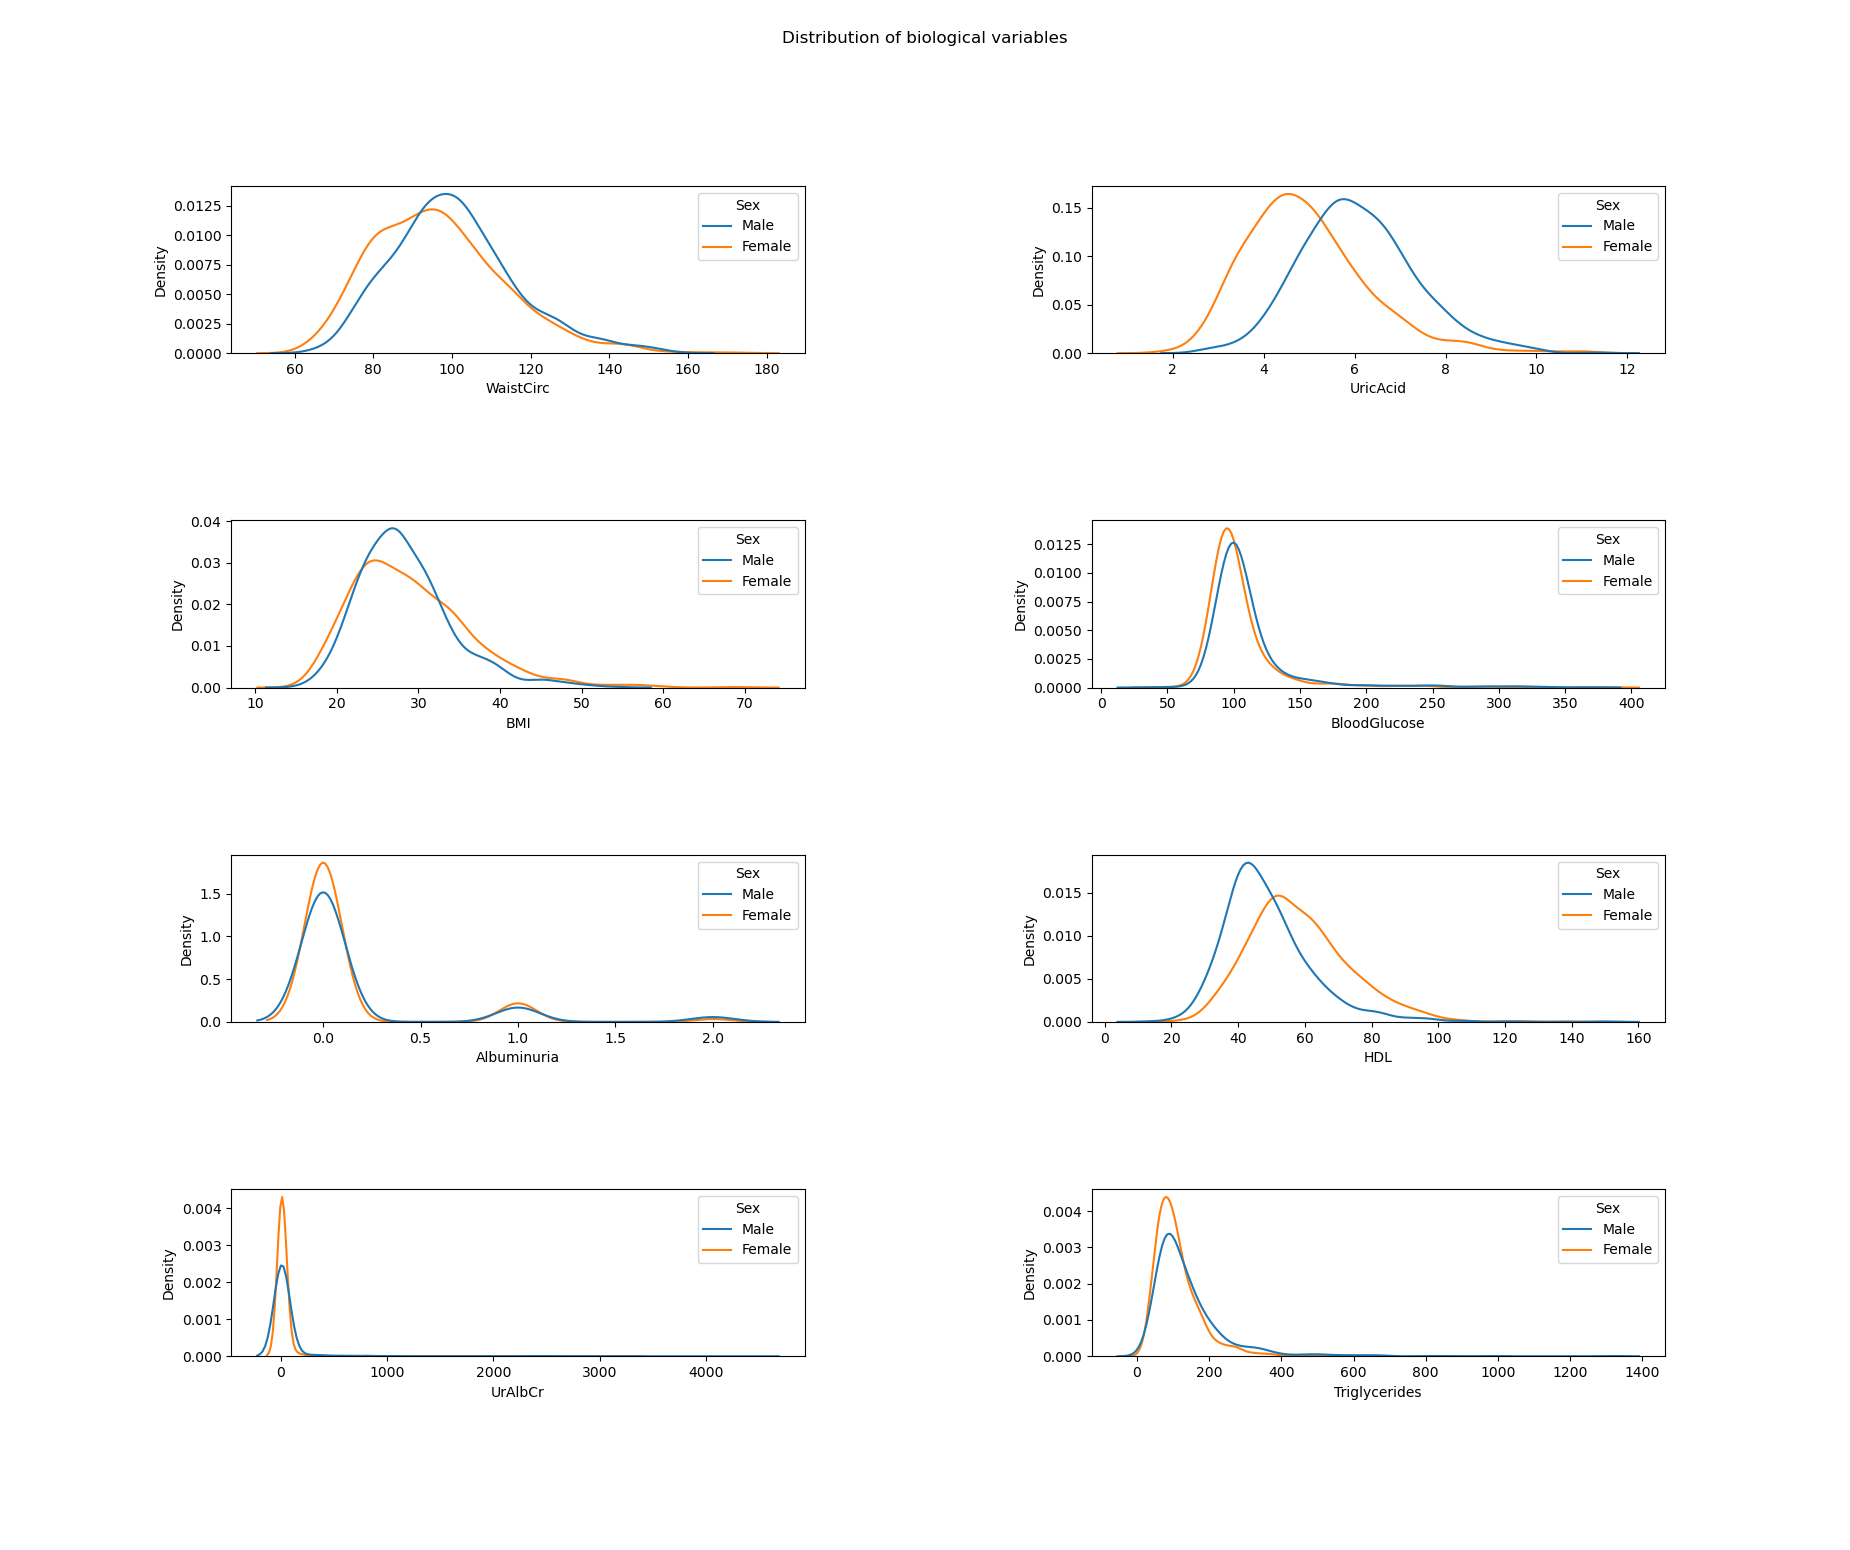 Distribution of biological variables
Density
0.0125
0.0100
0.0075
0.0050
0.0025
0.0000
60 80 100 120 140 160 180
WaistCirc
Sex
Male
Female
Density
0.15
0.10
0.05
0.00
2 4 6 8 10 12
UricAcid
Sex
Male
Female
Density
0.04
0.03
0.02
0.01
0.00
10 20 30 40 50 60 70
BMI
Sex
Male
Female
Density
0.0125
0.0100
0.0075
0.0050
0.0025
0.0000
0 50 100 150 200 250 300 350 400
BloodGlucose
Sex
Male
Female
Density
1.5
1.0
0.5
0.0
0.0 0.5 1.0 1.5 2.0
Albuminuria
Sex
Male
Female
Density
0.015
0.010
0.005
0.000
0 20 40 60 80 100 120 140 160
HDL
Sex
Male
Female
Density
0.004
0.003
0.002
0.001
0.000
0 1000 2000 3000 4000
UrAlbCr
Sex
Male
Female
Density
0.004
0.003
0.002
0.001
0.000
0 200 400 600 800 1000 1200 1400
Triglycerides
Sex
Male
Female